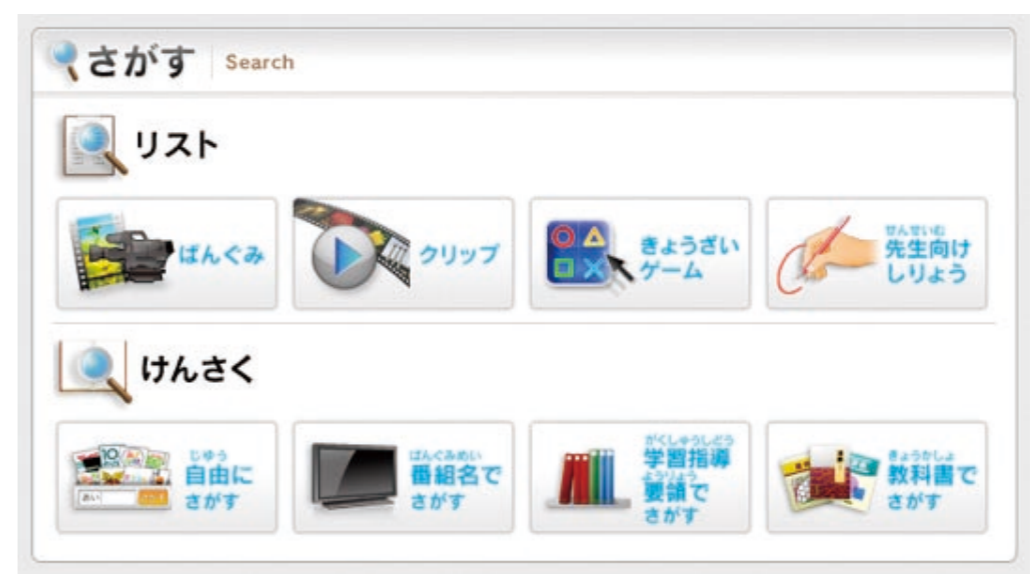 さがす Search
リスト
ばんぐみ
クリップ
きょうざい
ゲーム
せんせいむ
先生向け
しりょう
けんさく
じゆう
自由に
さがす
ばんぐみめい
番組名で
さがす
がくしゅうしどう
学習指導
ようりょう
要領で
さがす
きょうかしょ
教科書で
さがす